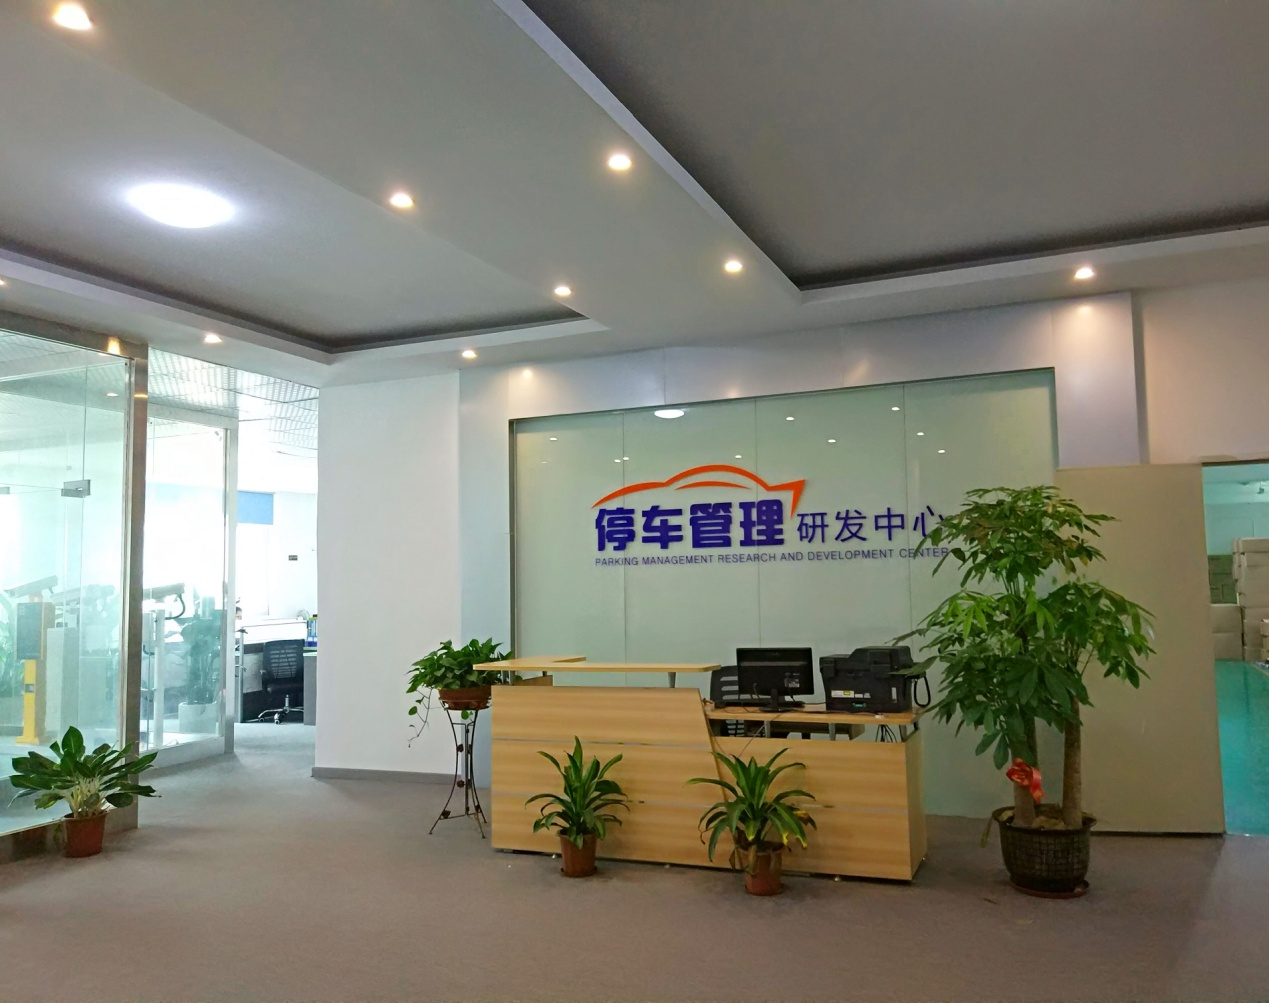 停车管理 研发中心
PARKING MANAGEMENT RESEARCH AND DEVELOPMENT CENTER